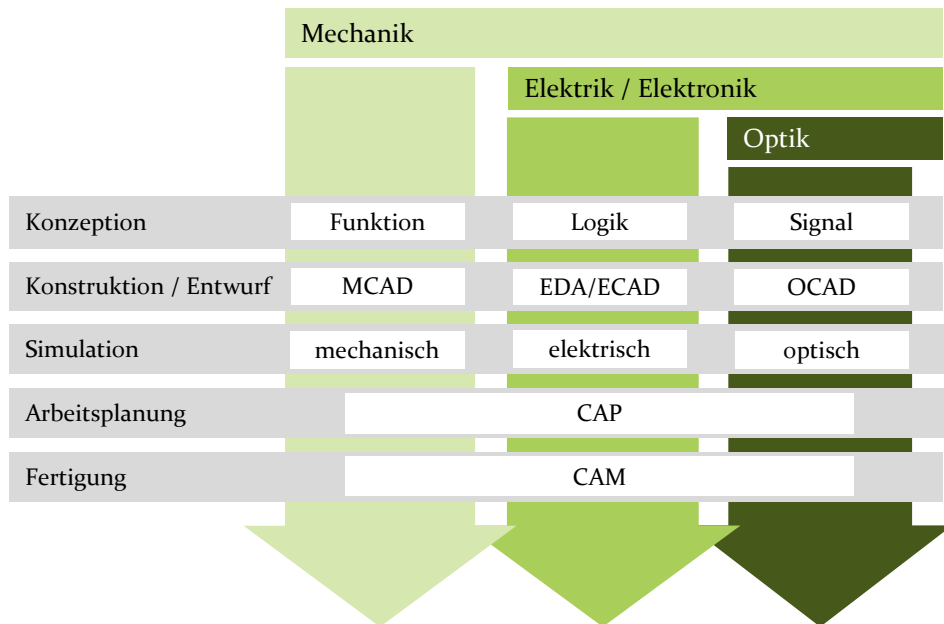 Mechanik
Elektrik / Elektronik
Optik
Konzeption
Funktion
Logik
Signal
Konstruktion / Entwurf
MCAD
EDA/ECAD
OCAD
Simulation
mechanisch
elektrisch
optisch
Arbeitsplanung
CAP
Fertigung
CAM